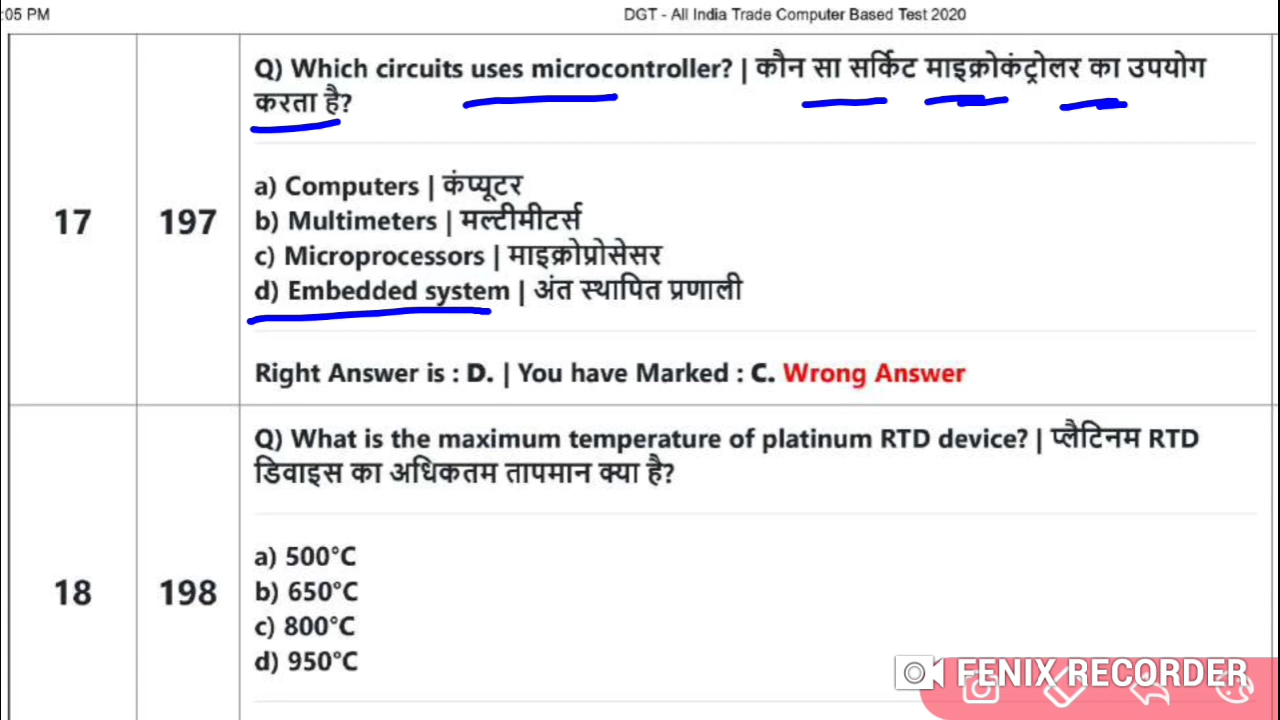 :05 PM
DGT - All India Trade Computer Based Test 2020
17
197
Q) Which circuits uses microcontroller? | कौन सा सर्किट माइक्रोकंट्रोलर का उपयोग
करता है?
a) Computers | कंप्यूटर
b) Multimeters | मल्टीमीटर्स
c) Microprocessors | माइक्रोप्रोसेसर
d) Embedded system | अंत स्थापित प्रणाली
Right Answer is : D. | You have Marked : C. Wrong Answer
18
198
Q) What is the maximum temperature of platinum RTD device? | प्लैटिनम RTD
डिवाइस का अधिकतम तापमान क्या है?
a) 500°C
b) 650°C
c) 800°C
d) 950°C
FENIX RECORDER